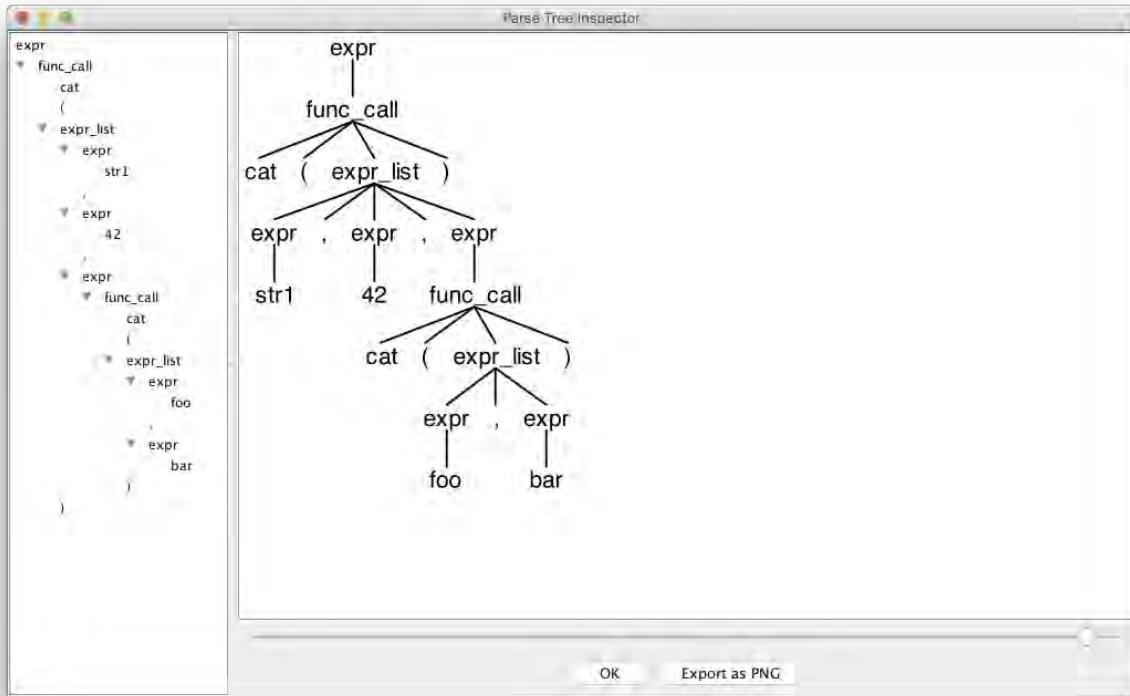 Parse Tree Inspector
expr
func_call
cat
(
expr_list
expr
str1
,
expr
42
,
expr
func_call
cat
(
expr_list
expr
foo
,
expr
bar
)
)
expr
func_call
cat ( expr_list )
expr , expr , expr
str1 42 func_call
cat ( expr_list )
expr , expr
foo bar
OK Export as PNG